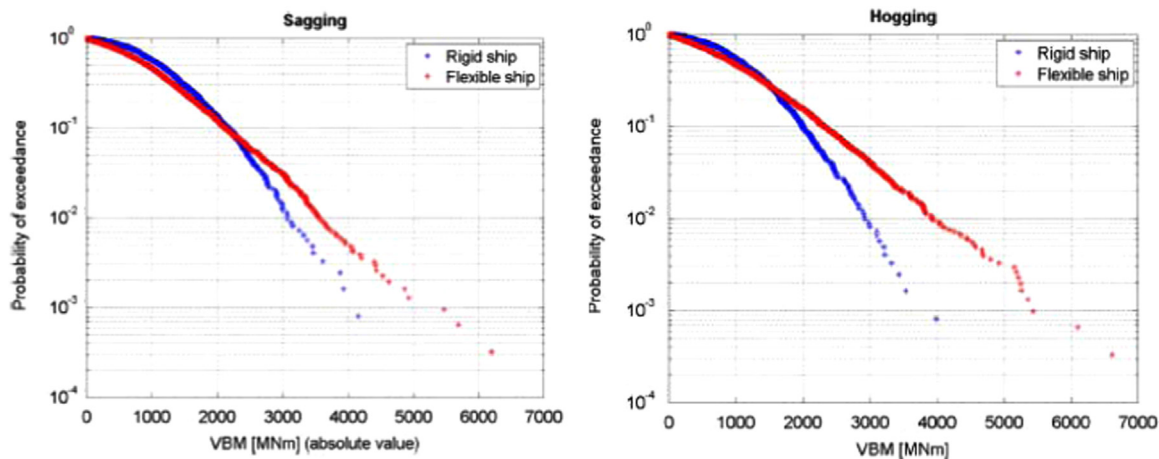 Sagging
10^0
10^-1
10^-2
10^-3
10^-4
Probability of exceedance
Rigid ship
Flexible ship
0 1000 2000 3000 4000 5000 6000 7000
VBM [MNm] (absolute value)
Hogging
10^0
10^-1
10^-2
10^-3
10^-4
Probability of exceedance
Rigid ship
Flexible ship
0 1000 2000 3000 4000 5000 6000 7000
VBM [MNm]